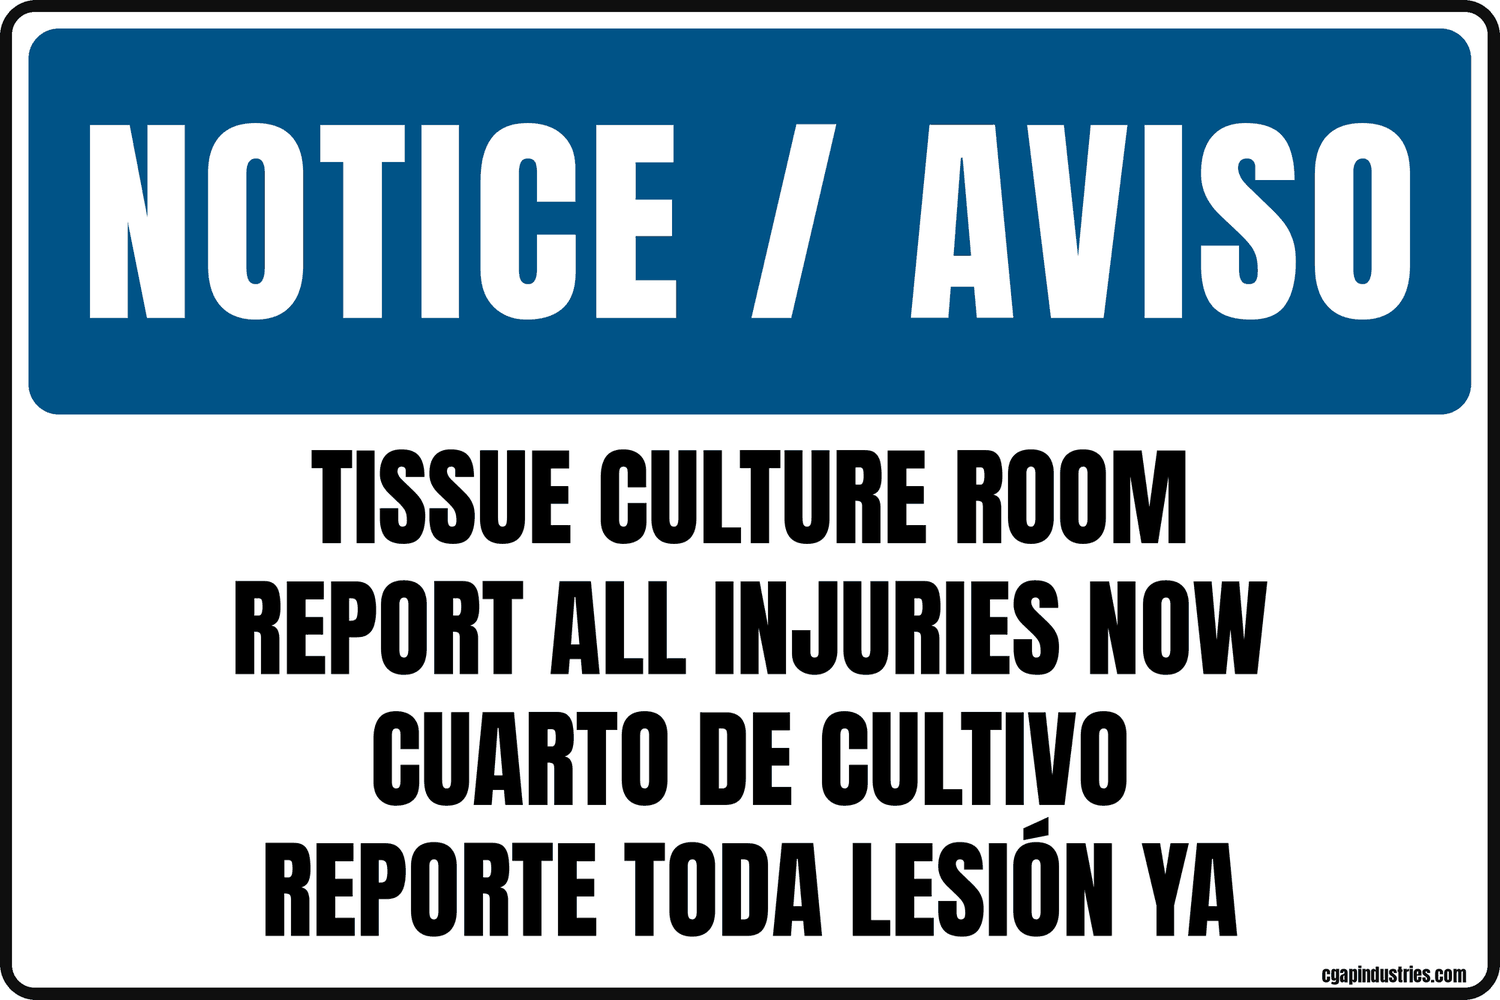 NOTICE / AVISO
TISSUE CULTURE ROOM
REPORT ALL INJURIES NOW
CUARTO DE CULTIVO
REPORTE TODA LESIÓN YA
cgapindustries.com